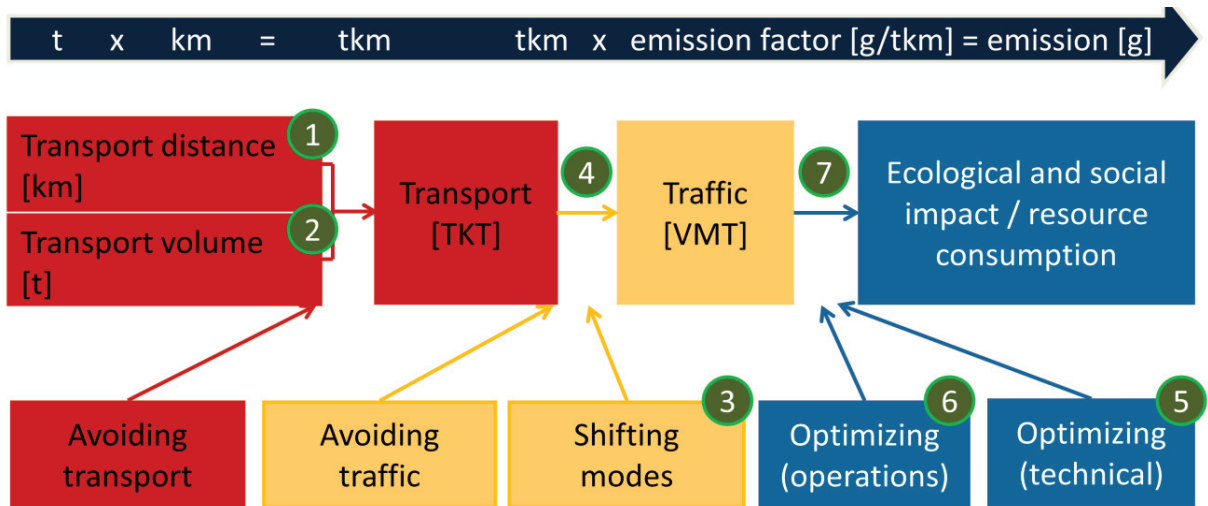 t x km = tkm tkm x emission factor [g/tkm] = emission [g]
1
Transport distance
[km]
2
Transport volume
[t]
Transport
[TKT]
4
Traffic
[VMT]
7
Ecological and social
impact / resource
consumption
Avoiding
transport
Avoiding
traffic
3
Shifting
modes
6
Optimizing
(operations)
5
Optimizing
(technical)